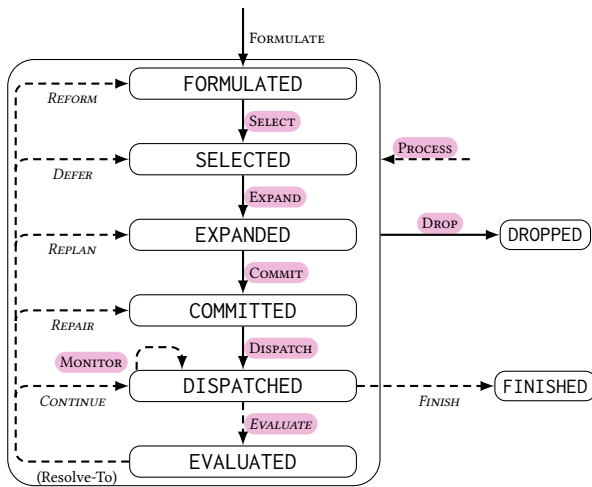 FORMULATE
FORMULATED
REFORM
SELECT
SELECTED
PROCESS
DEFER
EXPAND
EXPANDED
DROP
DROPPED
REPLAN
COMMIT
COMMITTED
REPAIR
DISPATCH
MONITOR
DISPATCHED
FINISHED
CONTINUE
FINISH
EVALUATE
EVALUATED
(Resolve-To)